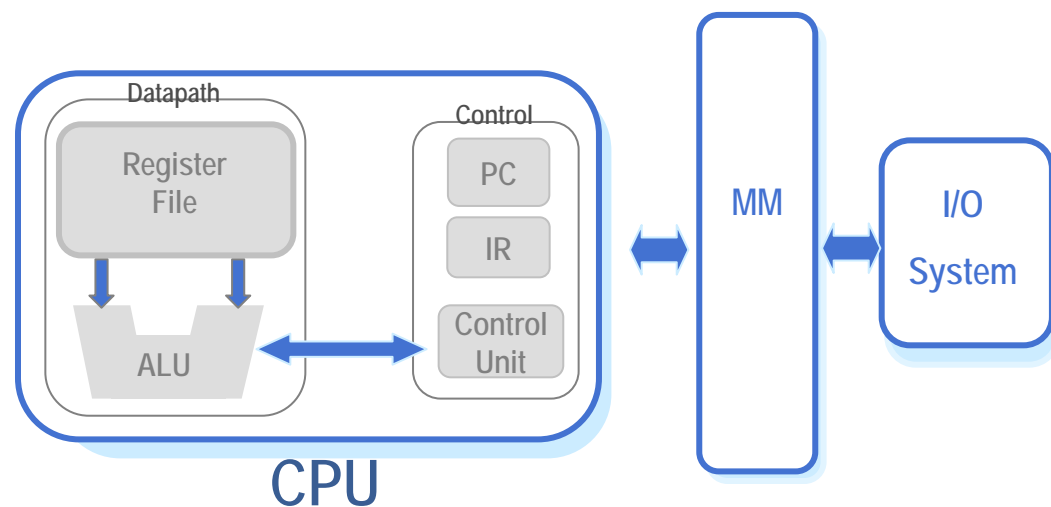 Datapath
Register
File
ALU
Control
PC
IR
Control
Unit
CPU
MM
I/O
System